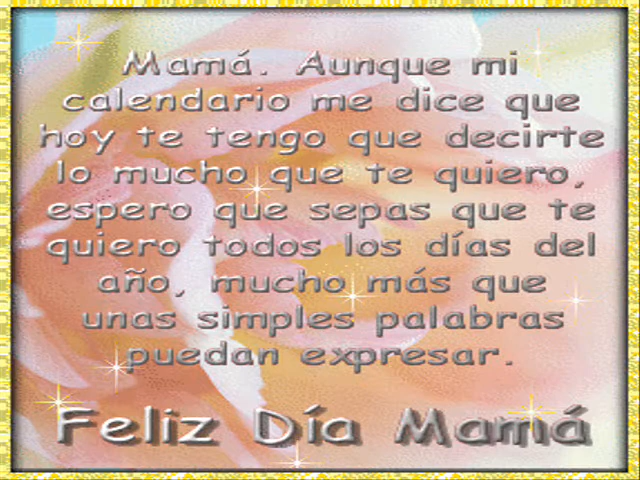 Mamá. Aunque mi
calendario me dice que
hoy te tengo que decirte
lo mucho que te quiero,
espero que sepas que te
quiero todos los días del
año, mucho más que
unas simples palabras
puedan expresar.
Feliz Día Mamá